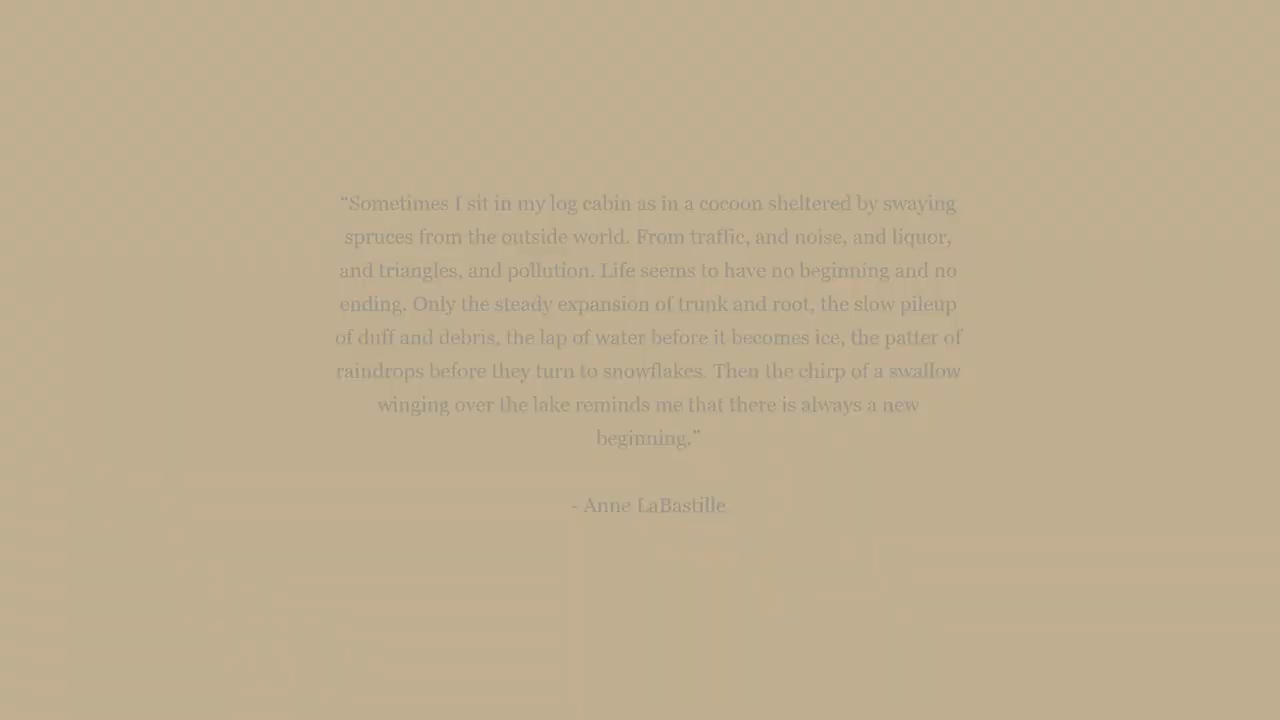 “Sometimes I sit in my log cabin as in a cocoon sheltered by swaying
spruces from the outside world. From traffic, and noise, and liquor,
and triangles, and pollution. Life seems to have no beginning and no
ending. Only the steady expansion of trunk and root, the slow pileup
of duff and debris, the lap of water before it becomes ice, the patter of
raindrops before they turn to snowflakes. Then the chirp of a swallow
winging over the lake reminds me that there is always a new
beginning.”
- Anne LaBastille